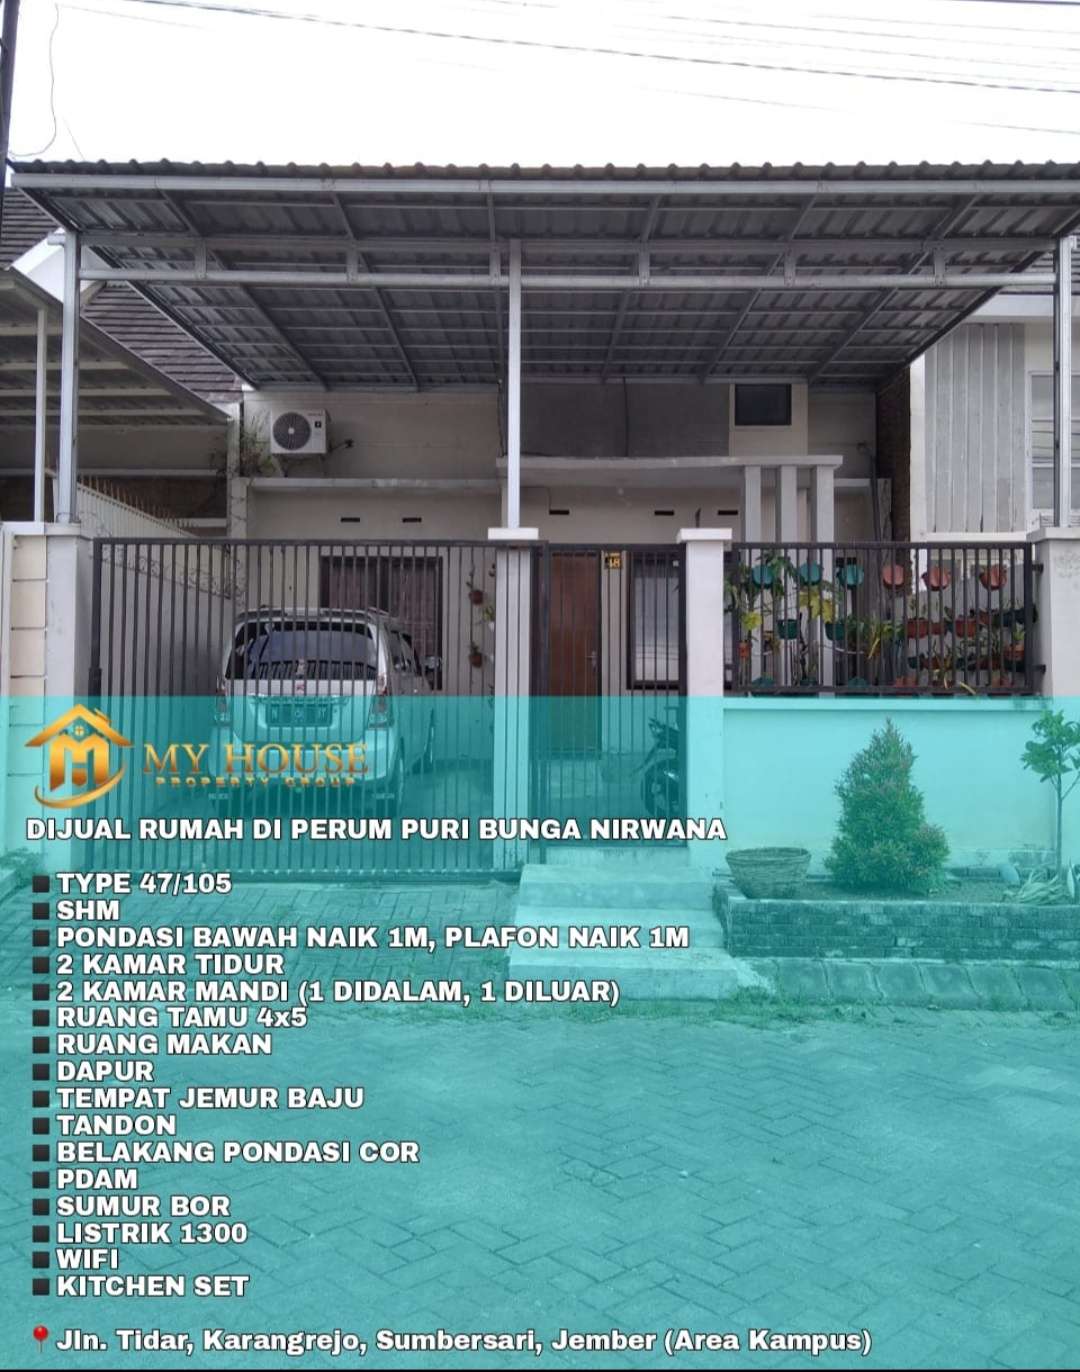 MY HOUSE
PROPERTY GROUP
DIJUAL RUMAH DI PERUM PURI BUNGA NIRWANA
TYPE 47/105
SHM
PONDASI BAWAH NAIK 1M, PLAFON NAIK 1M
2 KAMAR TIDUR
2 KAMAR MANDI (1 DIDALAM, 1 DILUAR)
RUANG TAMU 4x5
RUANG MAKAN
DAPUR
TEMPAT JEMUR BAJU
TANDON
BELAKANG PONDASI COR
PDAM
SUMUR BOR
LISTRIK 1300
WIFI
KITCHEN SET
Jln. Tidar, Karangrejo, Sumbersari, Jember (Area Kampus)